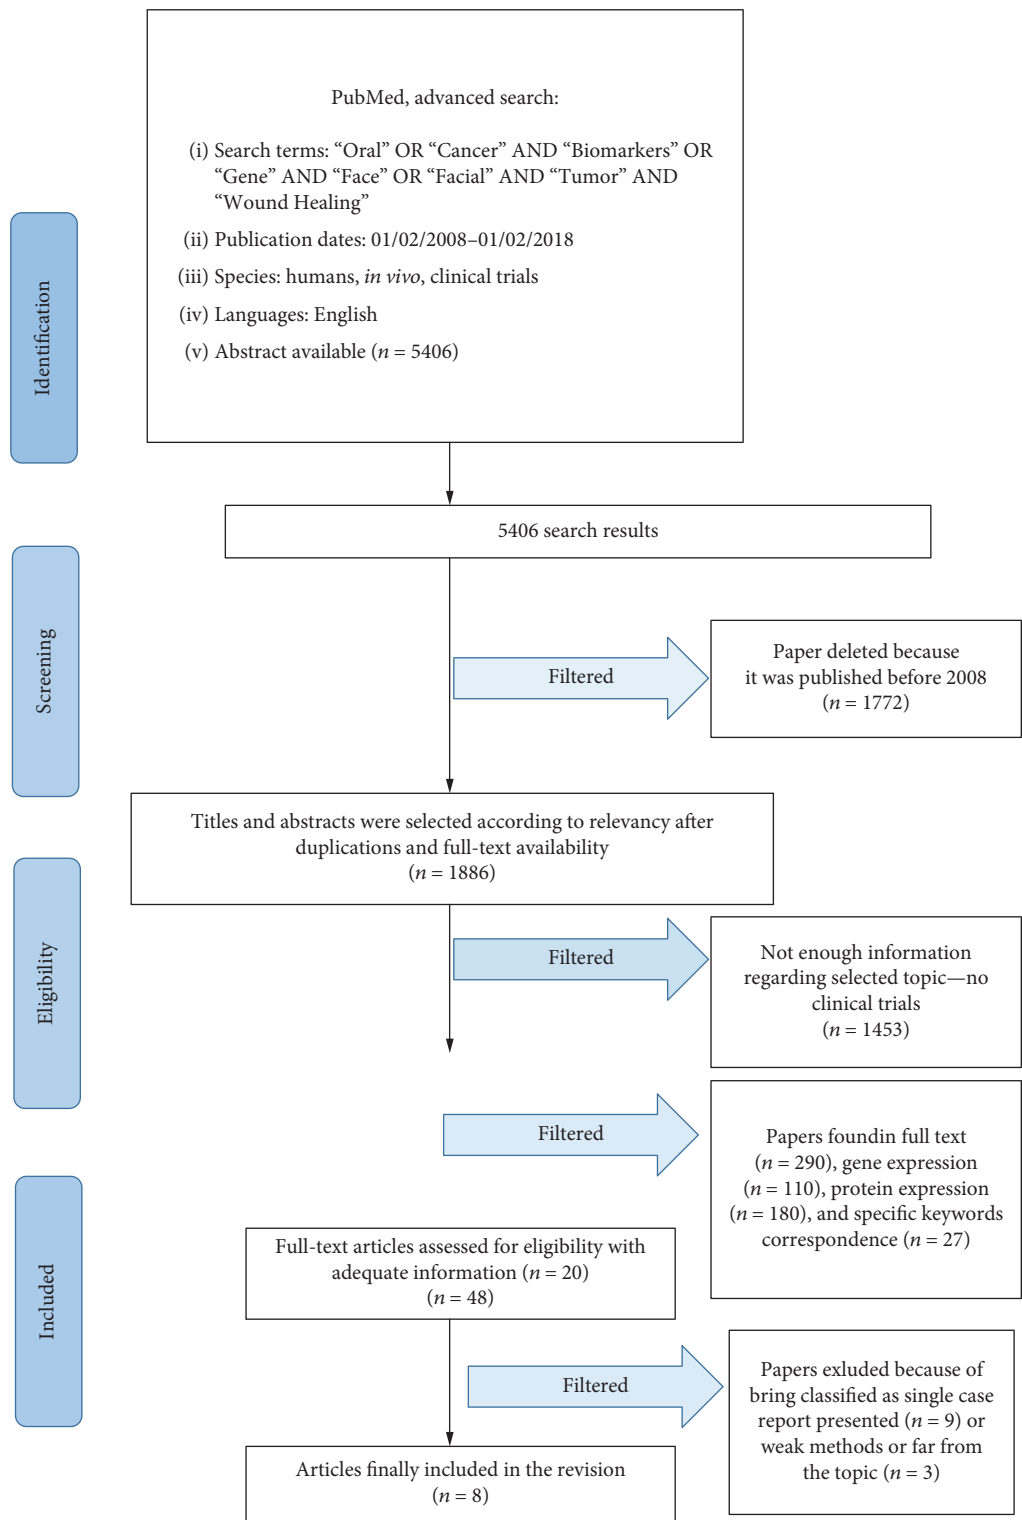 PubMed, advanced search:
(i) Search terms: “Oral” OR “Cancer” AND “Biomarkers” OR
“Gene” AND “Face” OR “Facial” AND “Tumor” AND
“Wound Healing”
(ii) Publication dates: 01/02/2008–01/02/2018
(iii) Species: humans, in vivo, clinical trials
(iv) Languages: English
(v) Abstract available (n = 5406)
Identification
5406 search results
Screening
Filtered
Paper deleted because
it was published before 2008
(n = 1772)
Titles and abstracts were selected according to relevancy after
duplications and full-text availability
(n = 1886)
Eligibility
Filtered
Not enough information
regarding selected topic—no
clinical trials
(n = 1453)
Filtered
Papers foundin full text
(n = 290), gene expression
(n = 110), protein expression
(n = 180), and specific keywords
correspondence (n = 27)
Included
Full-text articles assessed for eligibility with
adequate information (n = 20)
(n = 48)
Filtered
Papers exluded because of
bring classified as single case
report presented (n = 9) or
weak methods or far from
the topic (n = 3)
Articles finally included in the revision
(n = 8)